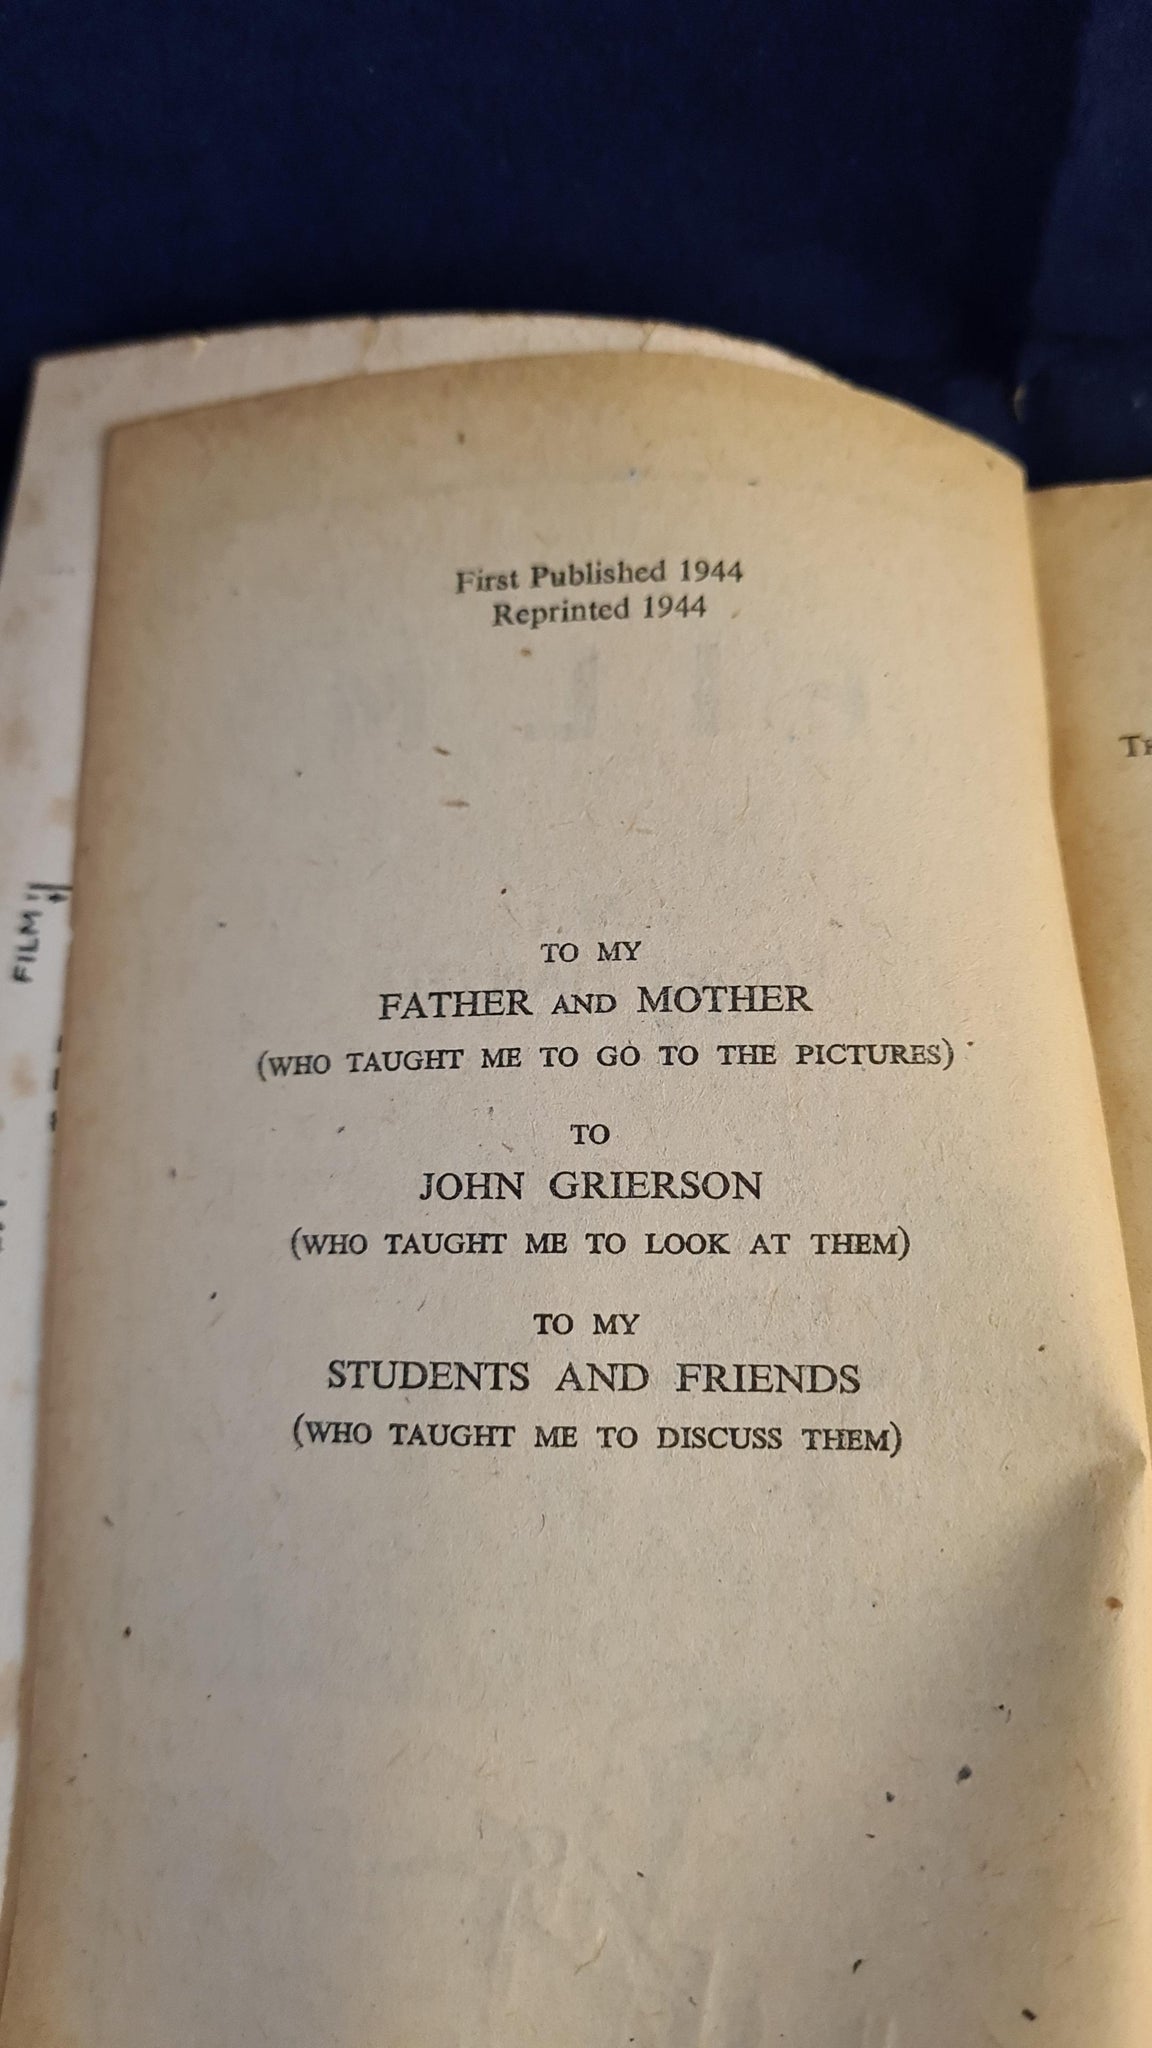 First Published 1944
Reprinted 1944
TO MY
FATHER AND MOTHER
(WHO TAUGHT ME TO GO TO THE PICTURES)
TO
JOHN GRIERSON
(WHO TAUGHT ME TO LOOK AT THEM)
TO MY
STUDENTS AND FRIENDS
(WHO TAUGHT ME TO DISCUSS THEM)
FILM